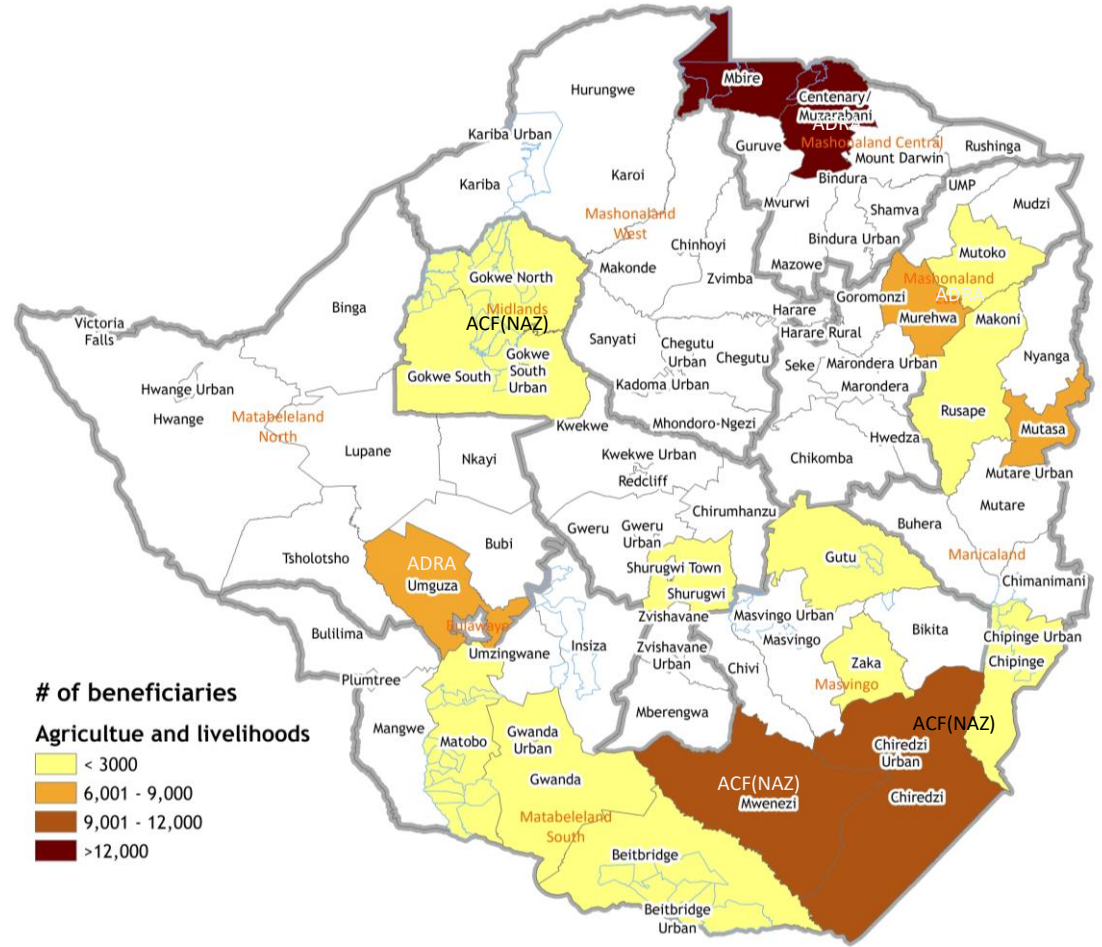 Mbire
Hurungwe
Centenary/
Muzarabani
ADRA
Kariba Urban
Guruve
Mashonaland Central
Rushinga
Mount Darwin
Karoi
Kariba
Bindura
UMP
Mvurwi
Mudzi
Shamva
Mashonaland
West
Bindura Urban
Chinhoyi
Mutoko
Mazowe
Makonde
Zvimba
Gokwe North
Mashonaland
ADRA
Goromonzi
Binga
Midlands
Harare
Murehwa
Makoni
ACF(NAZ)
Victoria
Falls
Harare Rural
Sanyati
Chegutu
Urban
Chegutu
Nyanga
Gokwe
South
Urban
Seke
Marondera Urban
Gokwe South
Kadoma Urban
Marondera
Hwange Urban
Hwange
Rusape
Matabeleland
North
Kwekwe
Mhondoro-Ngezi
Mutasa
Hwedza
Lupane
Nkayi
Kwekwe Urban
Chikomba
Redcliff
Mutare Urban
Chirumhanzu
Mutare
Gweru
Gweru
Urban
Buhera
Bubi
Tsholotsho
ADRA
Gutu
Manicaland
Umguza
Shurugwi Town
Chimanimani
Shurugwi
Zvishavane
Masvingo Urban
Bulawayo
Bulilima
Masvingo
Bikita
Chipinge Urban
Insiza
Umzingwane
Zvishavane
Urban
Zaka
Chipinge
Chivi
Plumtree
Masvingo
# of beneficiaries
Mberengwa
Mangwe
ACF(NAZ)
Agricultue and livelihoods
Matobo
Gwanda
Urban
Chiredzi
Urban
< 3000
Gwanda
ACF(NAZ)
6,001 - 9,000
Mwenezi
Chiredzi
Matabeleland
South
9,001 - 12,000
>12,000
Beitbridge
Beitbridge
Urban